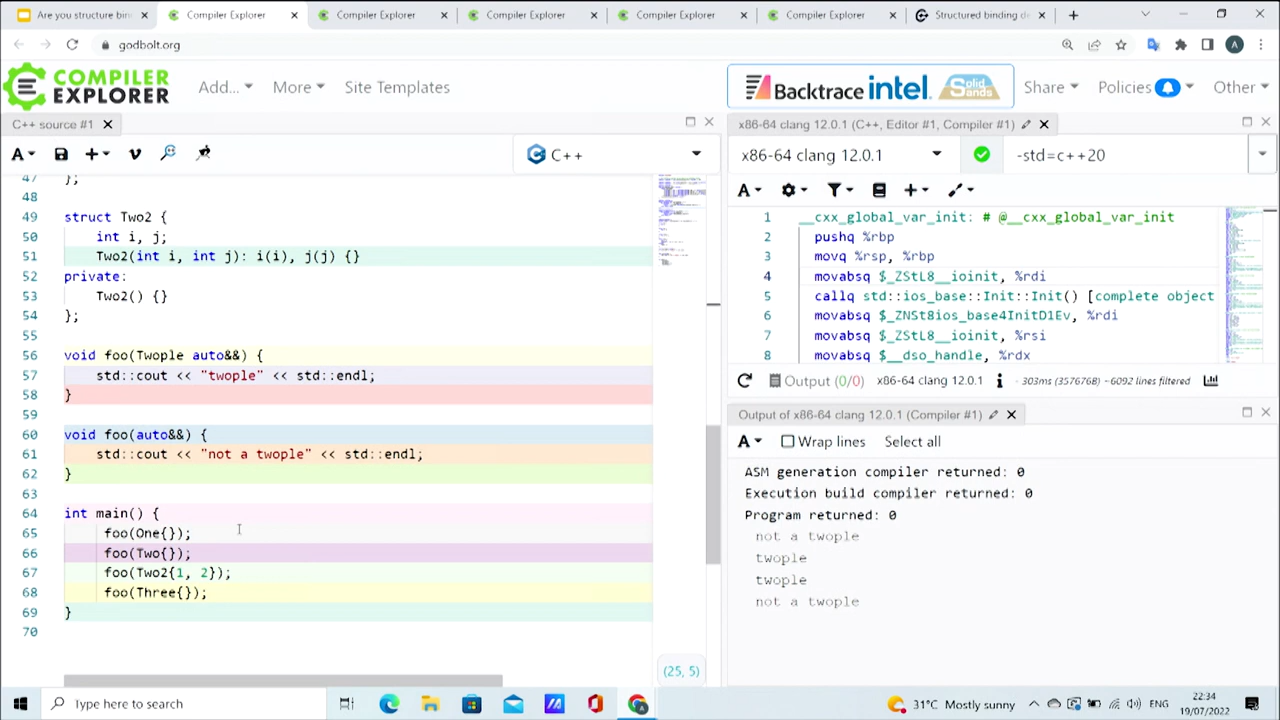 Are you structure bin
Compiler Explorer
Compiler Explorer
Compiler Explorer
Compiler Explorer
Compiler Explorer
Structured binding de
godbolt.org
A
COMPILER
EXPLORER
Add...
More
Site Templates
Backtrace
intel.
Solid
Sands
Share
Policies
Other
C++ source #1
x86-64 clang 12.0.1 (C++, Editor #1, Compiler #1)
A
C++
x86-64 clang 12.0.1
-std=c++20
A
47 };
48
49 struct Two2 {
50 int i, j;
51 Two2(int i, int j): i(i), j(j) {}
52 private:
53 Two2() {}
54 };
55
56 void foo(Twople auto&&) {
57 std::cout << "twople" << std::endl;
58 }
59
60 void foo(auto&&) {
61 std::cout << "not a twople" << std::endl;
62 }
63
64 int main() {
65 foo(One{});
66 foo(Two{});
67 foo(Two2{1, 2});
68 foo(Three{});
69 }
70
(25, 5)
1 __cxx_global_var_init: # @__cxx_global_var_init
2 pushq %rbp
3 movq %rsp, %rbp
4 movabsq $_ZStL8__ioinit, %rdi
5 callq std::ios_base::Init::Init() [complete object
6 movabsq $_ZNSt8ios_base4InitD1Ev, %rdi
7 movabsq $_ZStL8__ioinit, %rsi
8 movabsq $__dso_handle, %rdx
Output (0/0) x86-64 clang 12.0.1 i - 303ms (357676B) ~6092 lines filtered
Output of x86-64 clang 12.0.1 (Compiler #1)
A
Wrap lines
Select all
ASM generation compiler returned: 0
Execution build compiler returned: 0
Program returned: 0
not a twople
twople
twople
not a twople
Type here to search
31°C Mostly sunny
ENG
22:34
19/07/2022